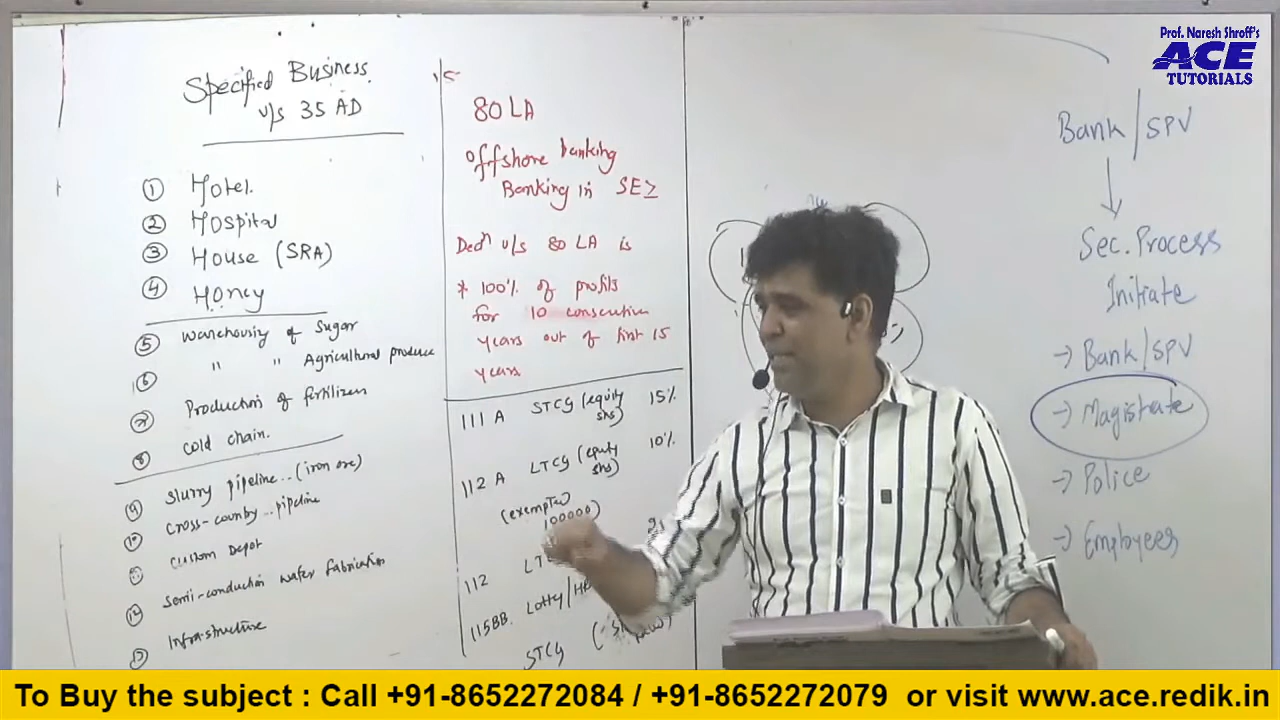 Prof. Naresh Shroff's
ACE
TUTORIALS
Specified Business
u/s 35 AD
① Hotel.
② Hospital
③ House (SRA)
④ Honey
⑤ Warehousing of Sugar
⑥ " " Agricultural produce
⑦ Production of fertilizers
⑧ Cold chain.
⑨ Slurry pipeline.. (iron ore)
⑩ Cross-country.. pipeline
⑪ Custom Depot
⑫ Semi-conductor wafer fabrication
⑬ Infrastructure
80 LA
Offshore banking
Banking in SEZ
Dedn u/s 80 LA is
* 100% of profits
for 10 consecutive
years out of first 15
years
111 A STCG (equity shs) 15%
112 A LTCG (equity shs) 10%
(exempted 100000)
112
115BB. Lotty/
STCG
Bank/SPV
Sec. Process
Initiate
→ Bank/SPV
→ Magistrate
→ Police
→ Employees
To Buy the subject : Call +91-8652272084 / +91-8652272079 or visit www.ace.redik.in